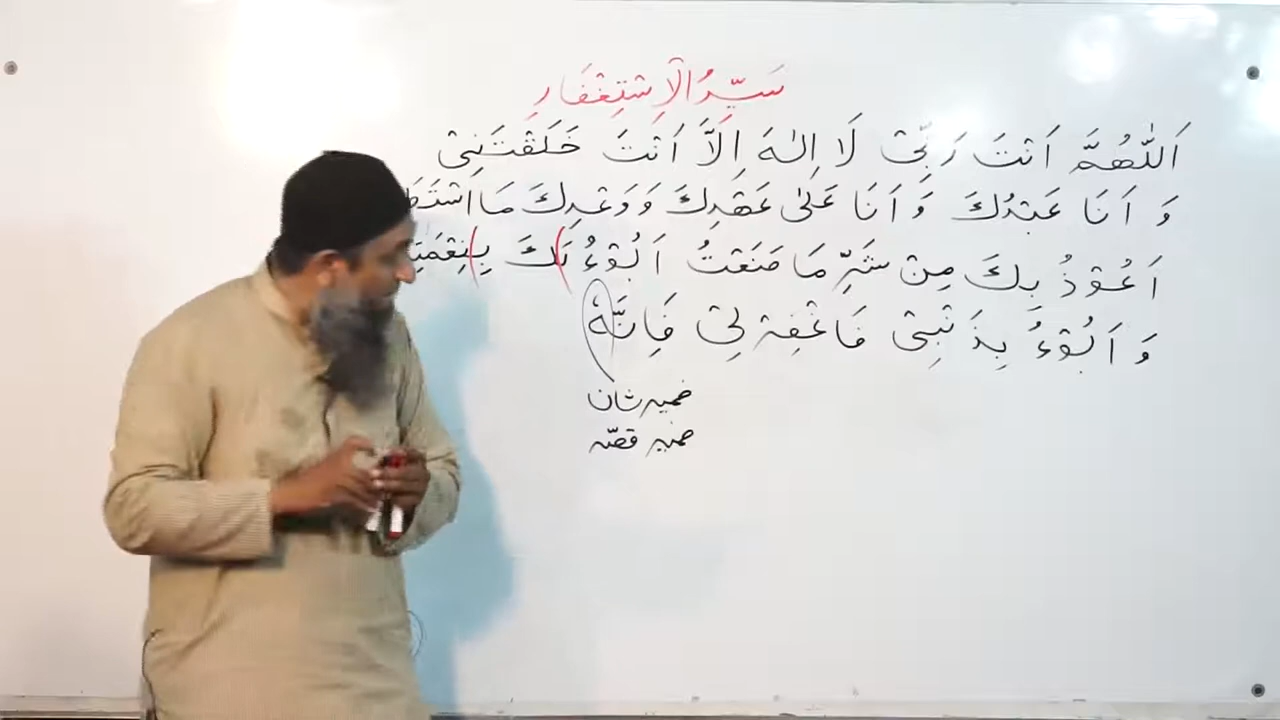 سَيِّدُ الْاِسْتِغْفَارِ
اَللّٰهُمَّ اَنْتَ رَبِّيْ لَا اِلٰهَ اِلَّا اَنْتَ خَلَقْتَنِيْ
وَ اَنَا عَبْدُكَ وَ اَنَا عَلٰى عَهْدِكَ وَوَعْدِكَ مَا
اَعُوْذُ بِكَ مِنْ شَرِّ مَا صَنَعْتُ اَبُوْءُ لَكَ
وَ اَبُوْءُ بِذَنْبِيْ فَاغْفِرْ لِيْ فَاِنَّهٗ
ضمیر شان
ضمیر قصّہ